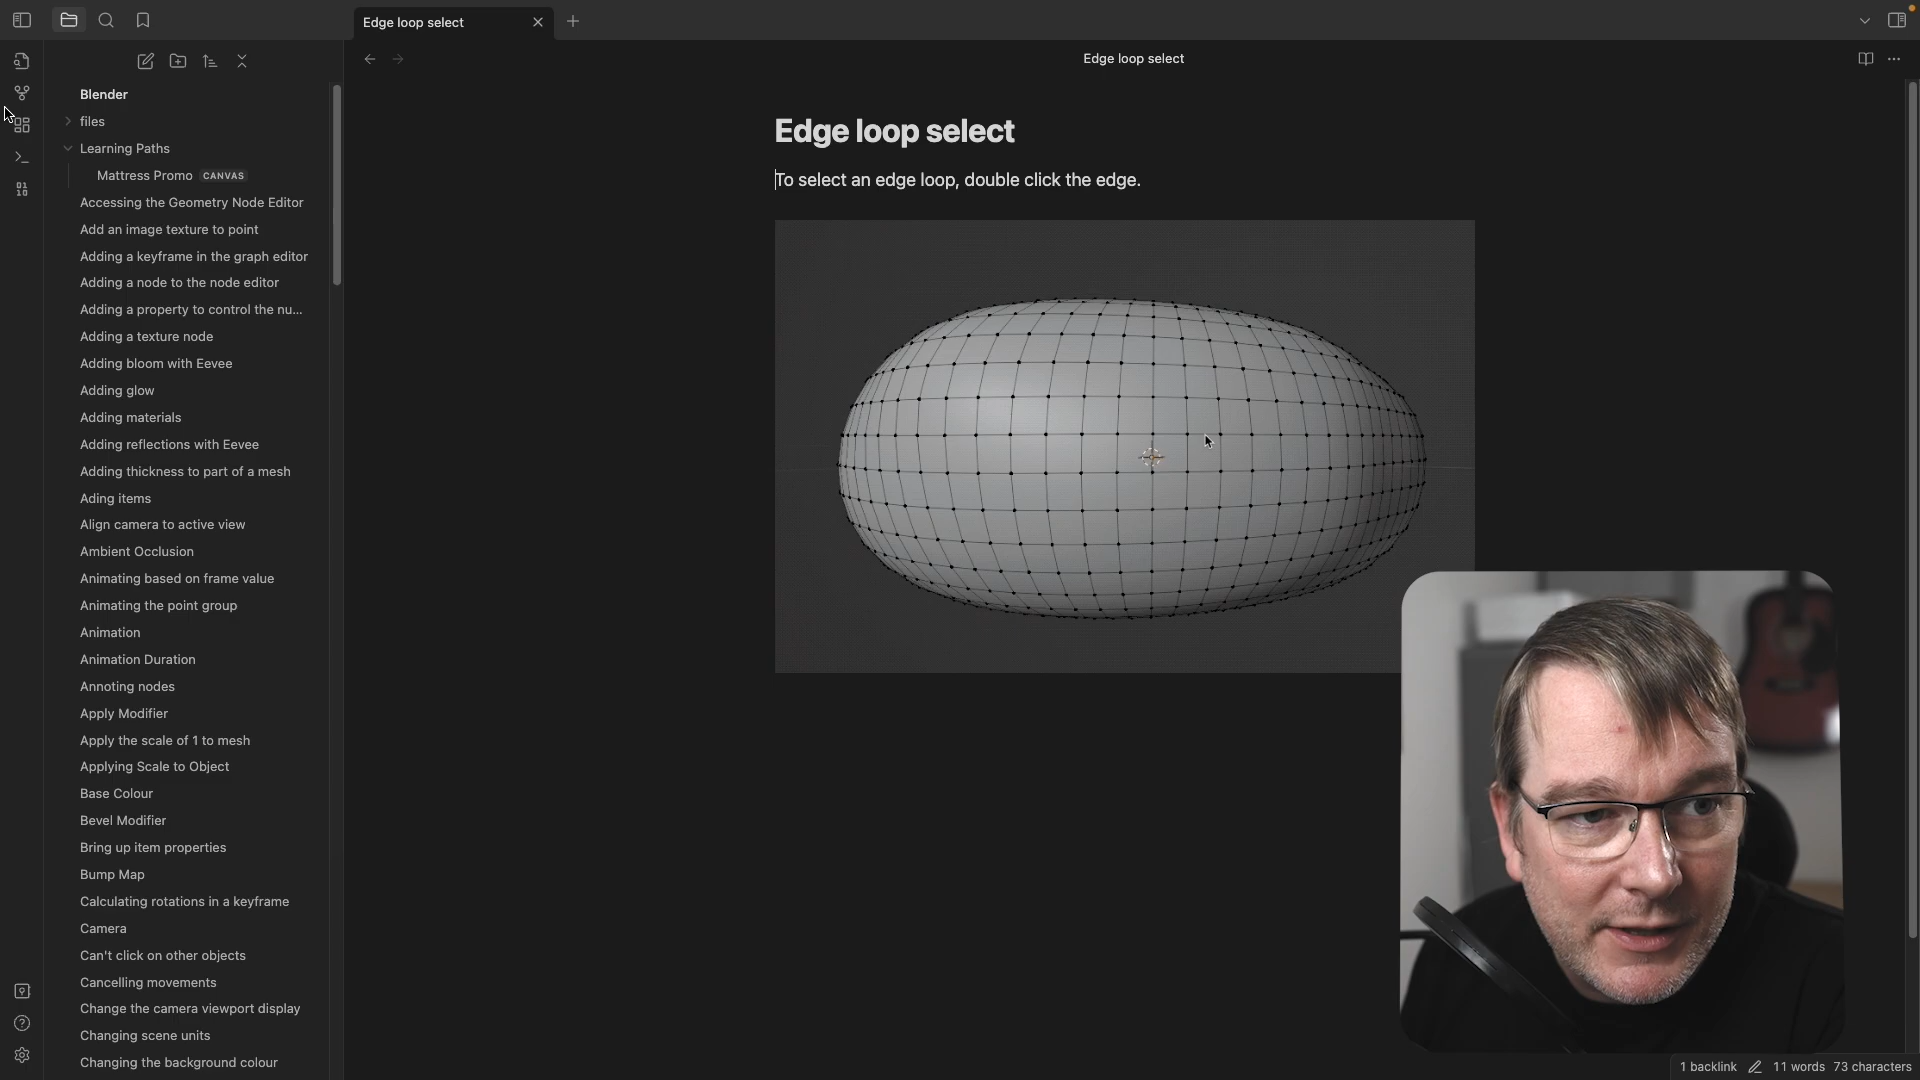 Edge loop select
Edge loop select
Blender
files
Learning Paths
Mattress Promo CANVAS
Accessing the Geometry Node Editor
Add an image texture to point
Adding a keyframe in the graph editor
Adding a node to the node editor
Adding a property to control the nu...
Adding a texture node
Adding bloom with Eevee
Adding glow
Adding materials
Adding reflections with Eevee
Adding thickness to part of a mesh
Ading items
Align camera to active view
Ambient Occlusion
Animating based on frame value
Animating the point group
Animation
Animation Duration
Annoting nodes
Apply Modifier
Apply the scale of 1 to mesh
Applying Scale to Object
Base Colour
Bevel Modifier
Bring up item properties
Bump Map
Calculating rotations in a keyframe
Camera
Can't click on other objects
Cancelling movements
Change the camera viewport display
Changing scene units
Changing the background colour
Edge loop select
To select an edge loop, double click the edge.
1 backlink 11 words 73 characters